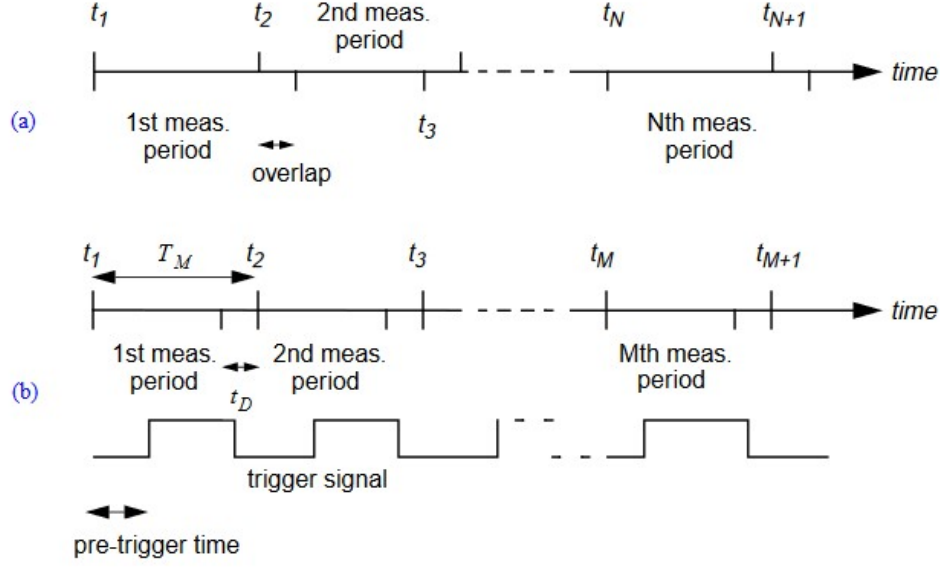 t1 t2 2nd meas. period tN tN+1
time
(a)
1st meas. period t3 Nth meas. period
overlap
t1 TM t2 t3 tM tM+1
time
1st meas. period 2nd meas. period Mth meas. period
(b)
tD
trigger signal
pre-trigger time